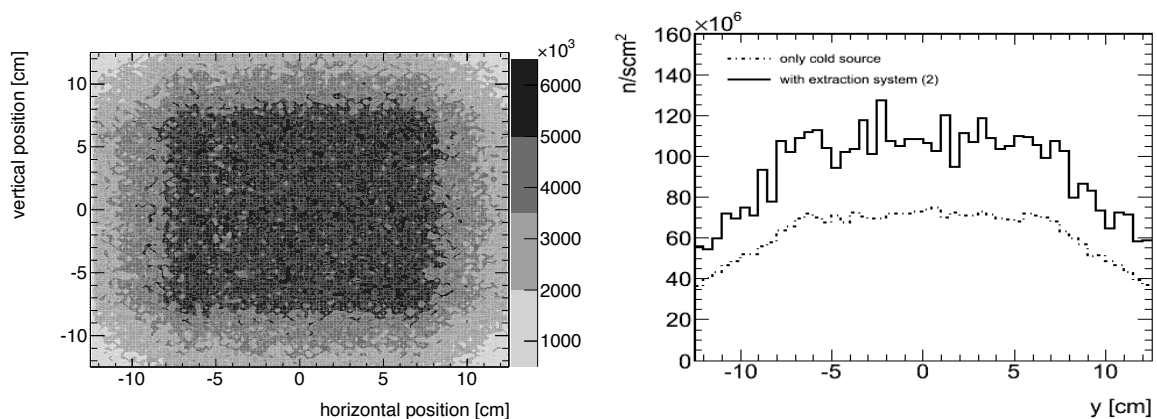 vertical position [cm]
10
5
0
-5
-10
-10 -5 0 5 10
horizontal position [cm]
×10³
6000
5000
4000
3000
2000
1000
n/scm²
×10⁶
160
140
120
100
80
60
40
20
0
only cold source
with extraction system (2)
-10 -5 0 5 10
y [cm]